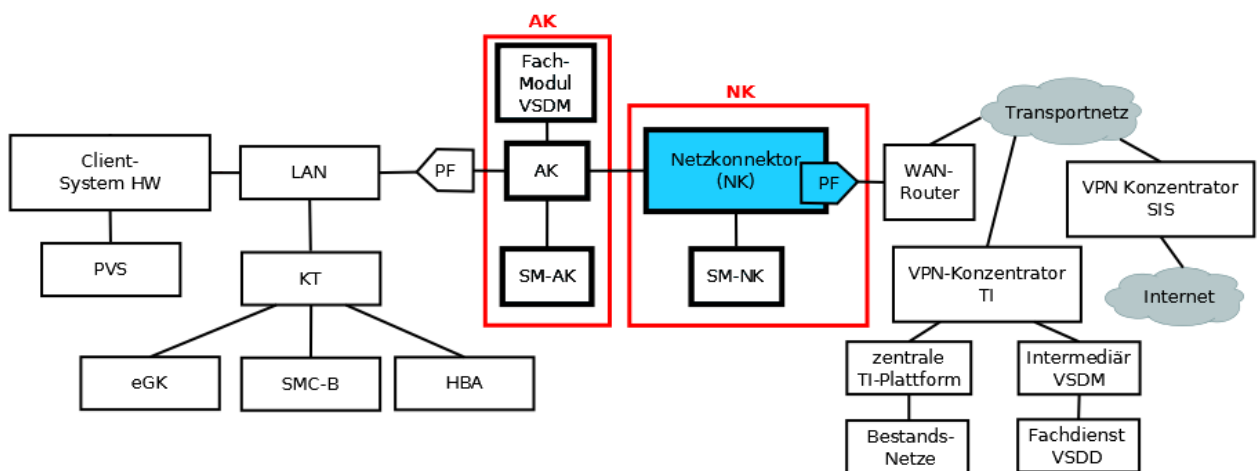 AK
Fach-
Modul
VSDM
NK
Transportnetz
Client-
System HW
LAN
PF
AK
Netzkonnektor
(NK)
PF
WAN-
Router
VPN Konzentrator
SIS
PVS
KT
SM-AK
SM-NK
VPN-Konzentrator
TI
Internet
eGK
SMC-B
HBA
zentrale
TI-Plattform
Intermediär
VSDM
Bestands-
Netze
Fachdienst
VSDD